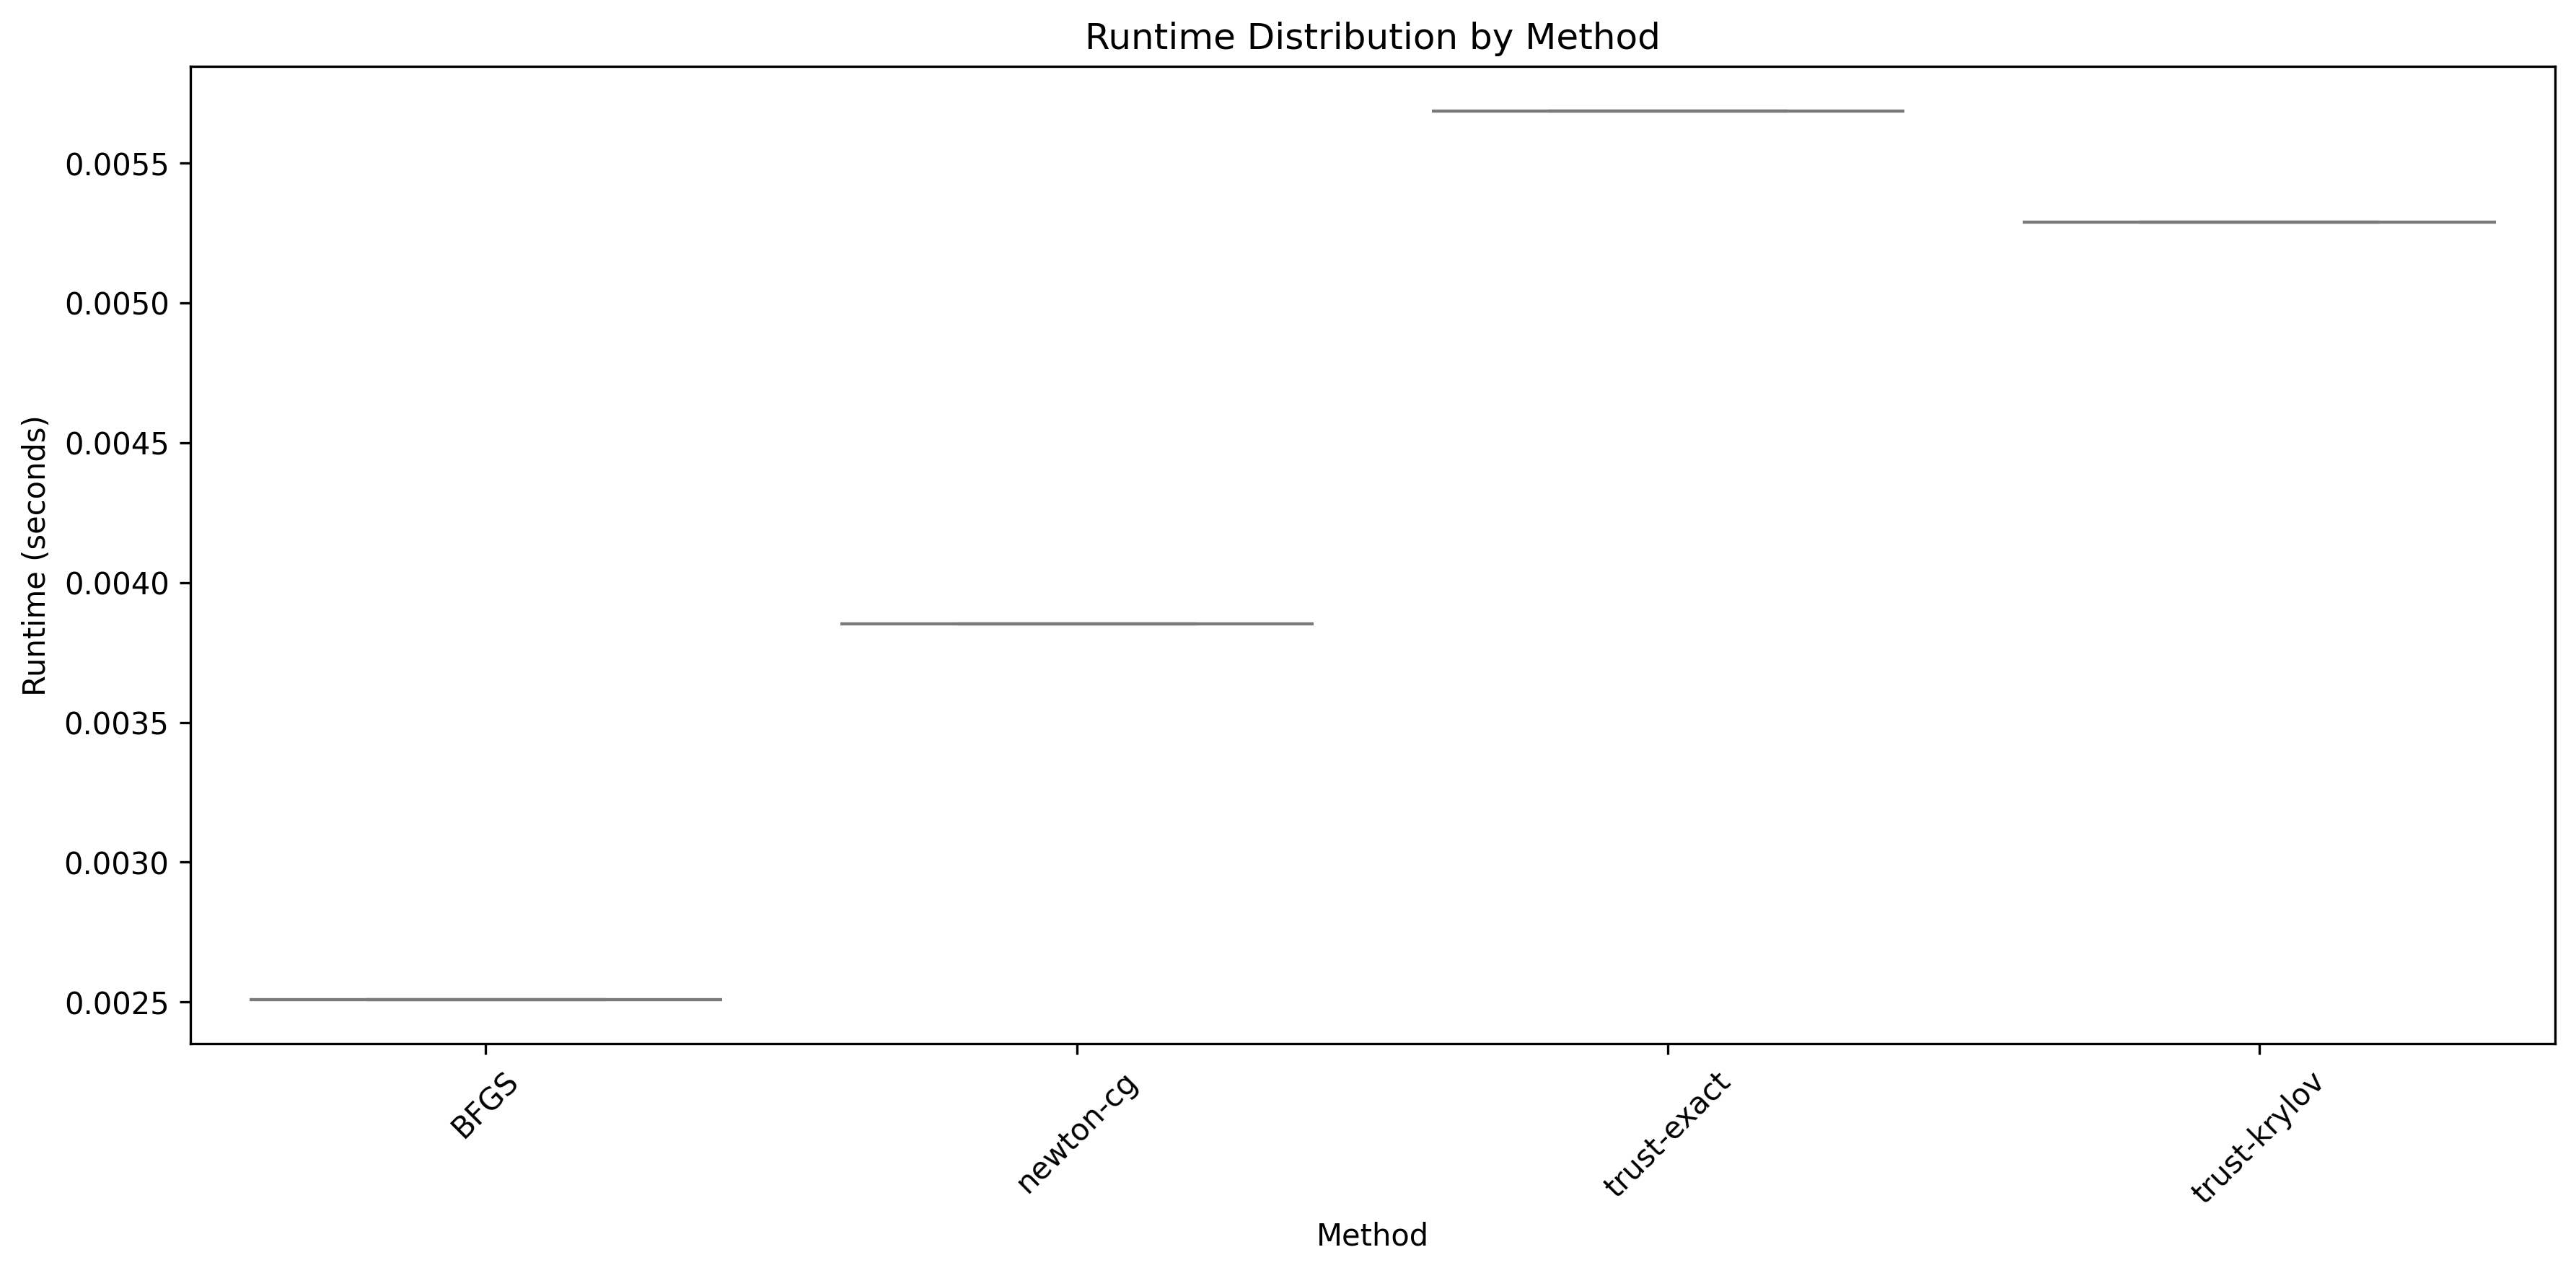 Runtime Distribution by Method
Runtime (seconds)
0.0055
0.0050
0.0045
0.0040
0.0035
0.0030
0.0025
BFGS
newton-cg
trust-exact
trust-krylov
Method